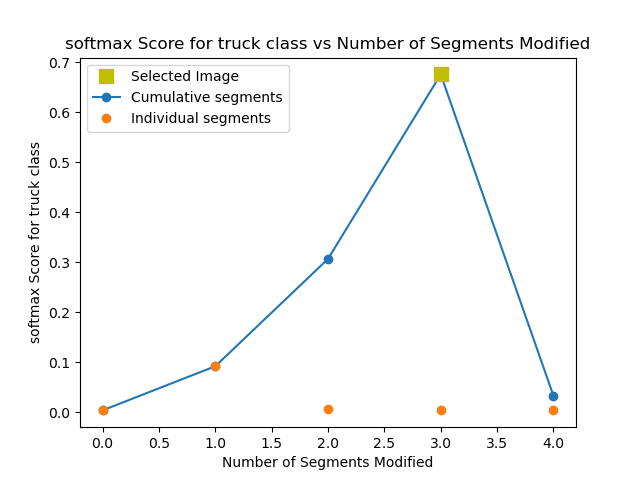 softmax Score for truck class vs Number of Segments Modified
Selected Image
Cumulative segments
Individual segments
softmax Score for truck class
0.7
0.6
0.5
0.4
0.3
0.2
0.1
0.0
0.0 0.5 1.0 1.5 2.0 2.5 3.0 3.5 4.0
Number of Segments Modified